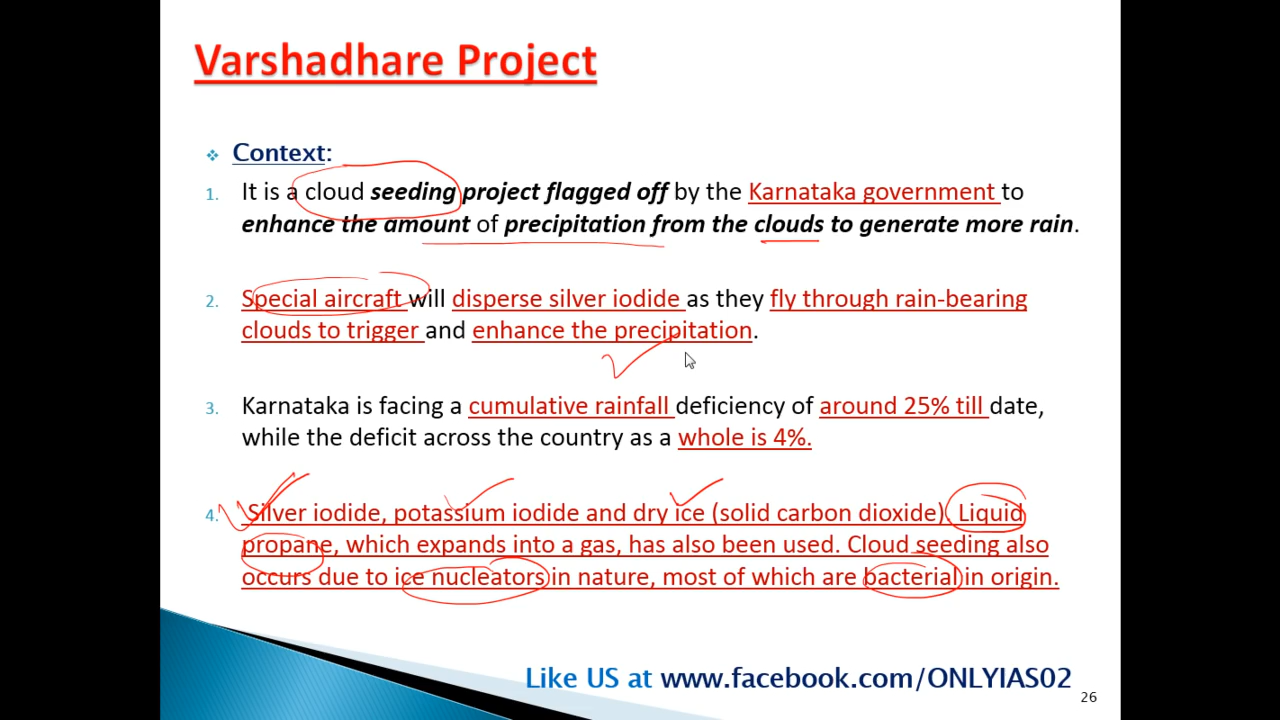 Varshadhare Project
Context:
1. It is a cloud seeding project flagged off by the Karnataka government to
enhance the amount of precipitation from the clouds to generate more rain.
2. Special aircraft will disperse silver iodide as they fly through rain-bearing
clouds to trigger and enhance the precipitation.
3. Karnataka is facing a cumulative rainfall deficiency of around 25% till date,
while the deficit across the country as a whole is 4%.
4. Silver iodide, potassium iodide and dry ice (solid carbon dioxide). Liquid
propane, which expands into a gas, has also been used. Cloud seeding also
occurs due to ice nucleators in nature, most of which are bacterial in origin.
Like US at www.facebook.com/ONLYIAS02
26